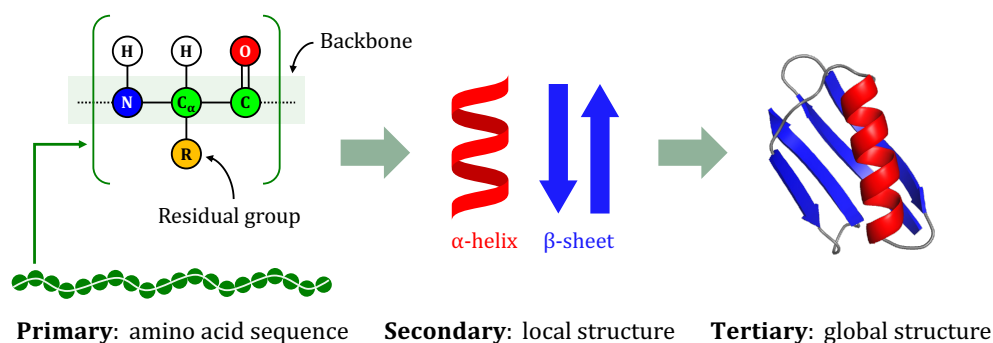 H H O Backbone
N Cα C
R
Residual group
α-helix β-sheet
Primary: amino acid sequence Secondary: local structure Tertiary: global structure